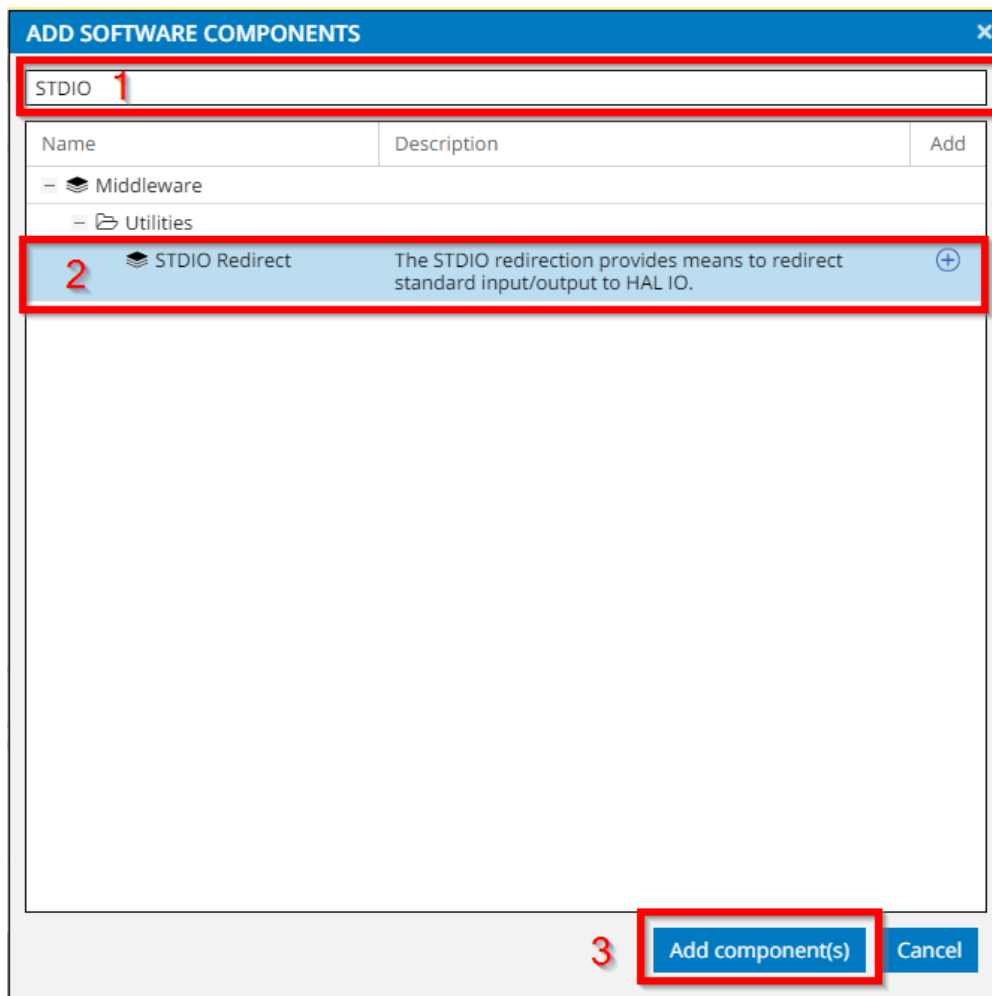 ADD SOFTWARE COMPONENTS
STDIO 1
Name Description Add
Middleware
Utilities
2 STDIO Redirect The STDIO redirection provides means to redirect
standard input/output to HAL IO.
3 Add component(s) Cancel